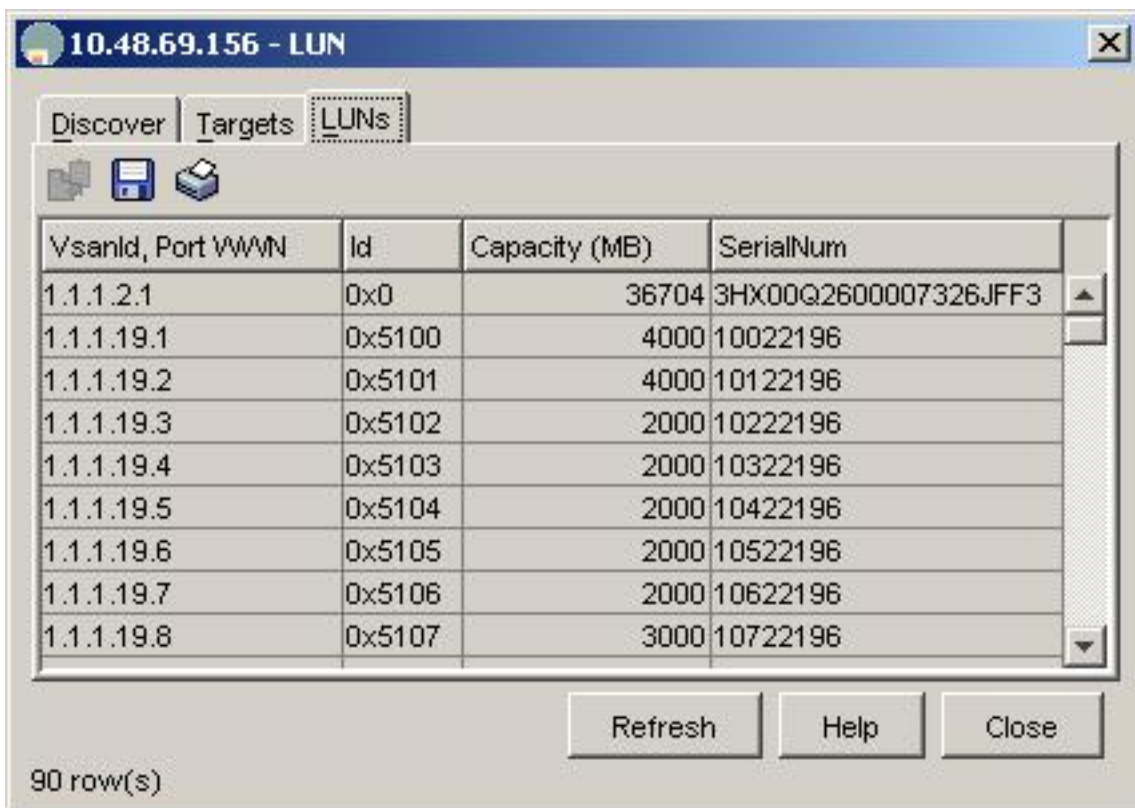 10.48.69.156 - LUN
Discover Targets LUNs
VsanId, Port WWN Id Capacity (MB) SerialNum
1.1.1.2.1 0x0 36704 3HX00Q2600007326JFF3
1.1.1.19.1 0x5100 4000 10022196
1.1.1.19.2 0x5101 4000 10122196
1.1.1.19.3 0x5102 2000 10222196
1.1.1.19.4 0x5103 2000 10322196
1.1.1.19.5 0x5104 2000 10422196
1.1.1.19.6 0x5105 2000 10522196
1.1.1.19.7 0x5106 2000 10622196
1.1.1.19.8 0x5107 3000 10722196
Refresh Help Close
90 row(s)